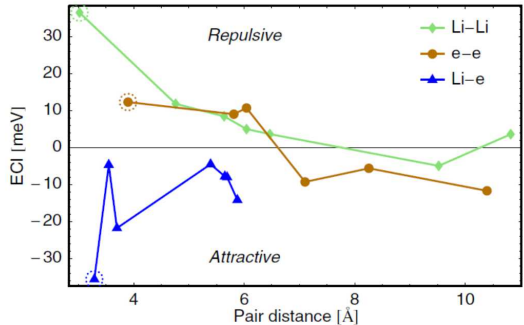 Repulsive
Li–Li
e–e
Li–e
Attractive
ECI [meV]
30
20
10
0
−10
−20
−30
4
6
8
10
Pair distance [Å]